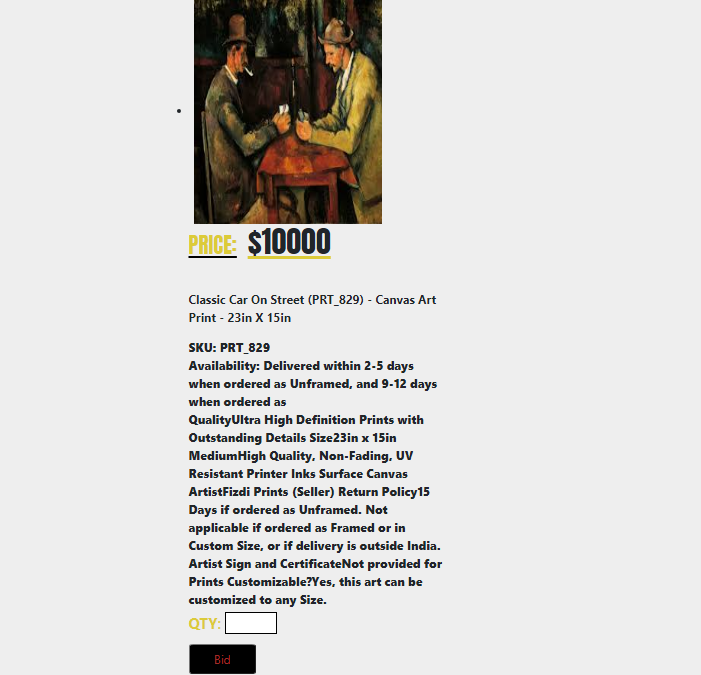 PRICE: $10000
Classic Car On Street (PRT_829) - Canvas Art
Print - 23in X 15in
SKU: PRT_829
Availability: Delivered within 2-5 days
when ordered as Unframed, and 9-12 days
when ordered as
QualityUltra High Definition Prints with
Outstanding Details Size23in x 15in
MediumHigh Quality, Non-Fading, UV
Resistant Printer Inks Surface Canvas
ArtistFizdi Prints (Seller) Return Policy15
Days if ordered as Unframed. Not
applicable if ordered as Framed or in
Custom Size, or if delivery is outside India.
Artist Sign and CertificateNot provided for
Prints Customizable?Yes, this art can be
customized to any Size.
QTY:
Bid